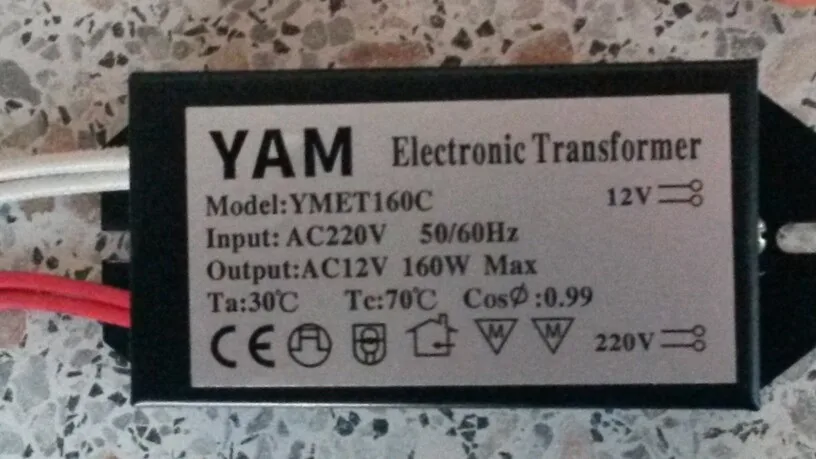 YAM Electronic Transformer
Model:YMET160C
12V
Input: AC220V 50/60Hz
Output:AC12V 160W Max
Ta:30℃ Tc:70℃ CosØ:0.99
CE M M
220V